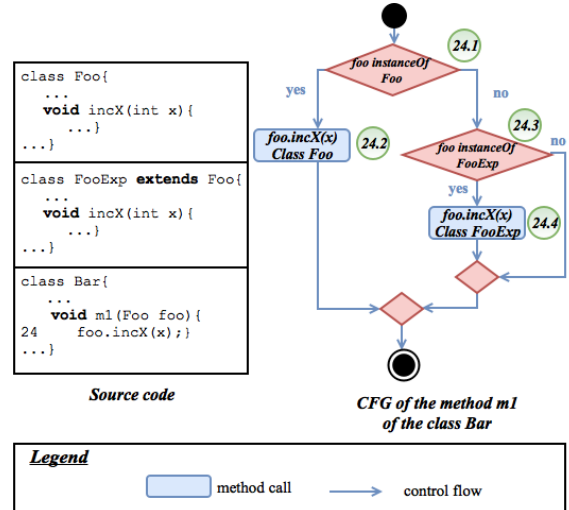 class Foo{
...
void incX(int x){
...}
...}
class FooExp extends Foo{
...
void incX(int x){
...}
...}
class Bar{
...
void m1(Foo foo){
24 foo.incX(x);}
...}
Source code
24.1
foo instanceOf
Foo
yes
no
foo.incX(x)
Class Foo
24.2
24.3
foo instanceOf
FooExp
no
yes
foo.incX(x)
Class FooExp
24.4
CFG of the method m1
of the class Bar
Legend
method call
control flow